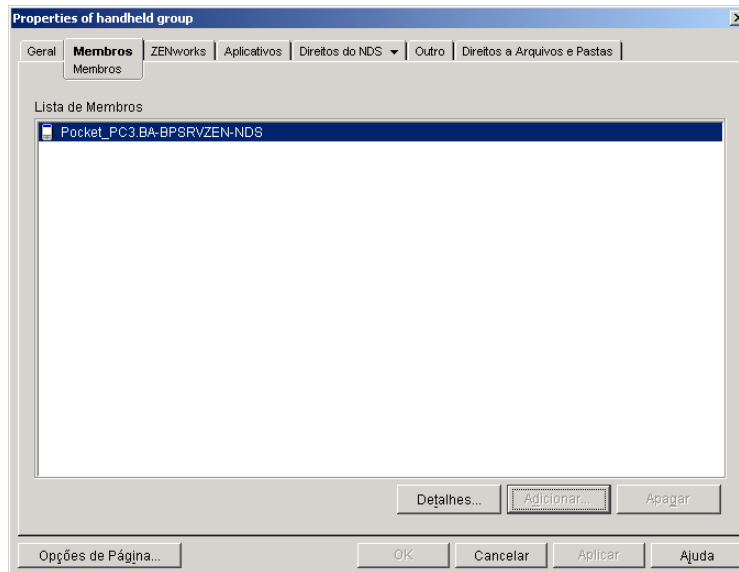 Properties of handheld group
Geral Membros ZENworks Aplicativos Direitos do NDS Outro Direitos a Arquivos e Pastas
Membros
Lista de Membros
Pocket_PC3.BA-BPSRVZEN-NDS
Detalhes... Adicionar... Apagar
Opções de Página... OK Cancelar Aplicar Ajuda